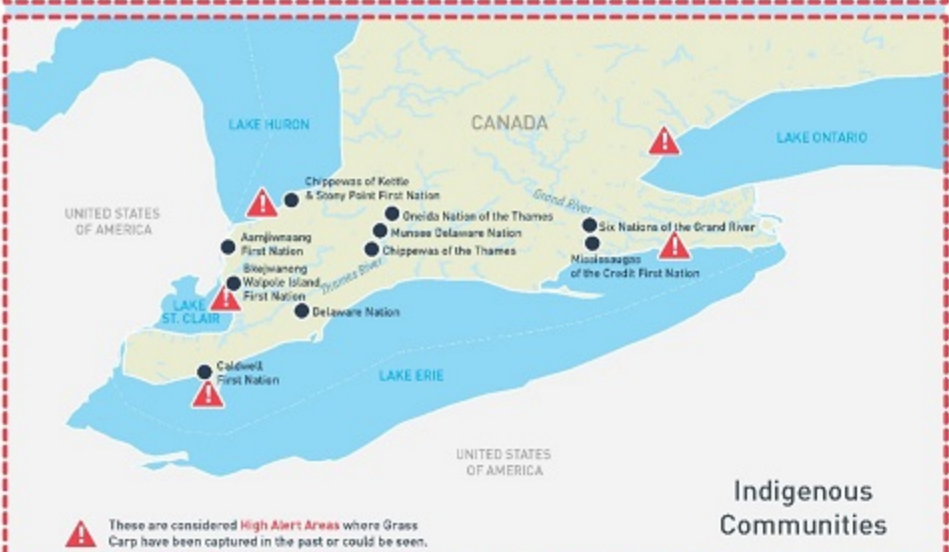 LAKE HURON
CANADA
LAKE ONTARIO
Chippewas of Kettle
& Stony Point First Nation
UNITED STATES
OF AMERICA
Grand River
Oneida Nation of the Thames
Munsee Delaware Nation
Chippewas of the Thames
Six Nations of the Grand River
Aamjiwnaang
First Nation
Mississaugas
of the Credit First Nation
Bkejwanong
Walpole Island
First Nation
Thames River
LAKE
ST. CLAIR
Delaware Nation
Caldwell
First Nation
LAKE ERIE
UNITED STATES
OF AMERICA
Indigenous
Communities
These are considered High Alert Areas where Grass
Carp have been captured in the past or could be seen.